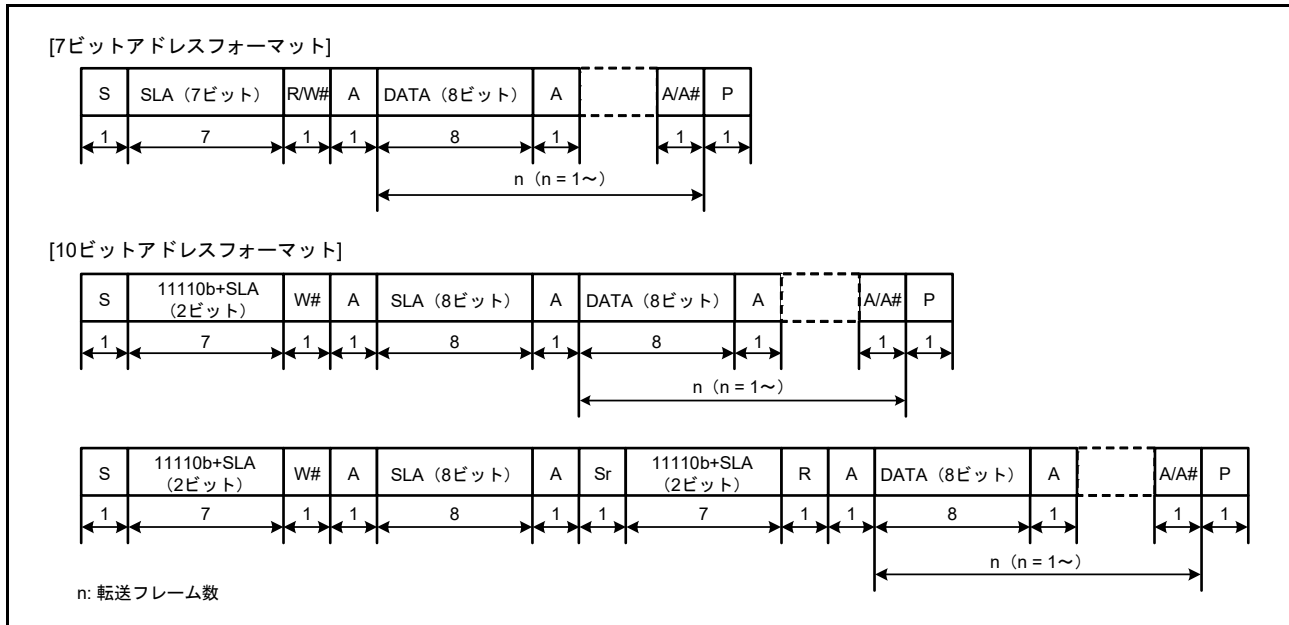 [7ビットアドレスフォーマット]
S SLA（7ビット） R/W# A DATA（8ビット） A A/A# P
1 7 1 1 8 1 1 1
n（n = 1～）
[10ビットアドレスフォーマット]
S 11110b+SLA（2ビット） W# A SLA（8ビット） A DATA（8ビット） A A/A# P
1 7 1 1 8 1 8 1 1 1
n（n = 1～）
S 11110b+SLA（2ビット） W# A SLA（8ビット） A Sr 11110b+SLA（2ビット） R A DATA（8ビット） A A/A# P
1 7 1 1 8 1 1 7 1 1 8 1 1 1
n（n = 1～）
n: 転送フレーム数